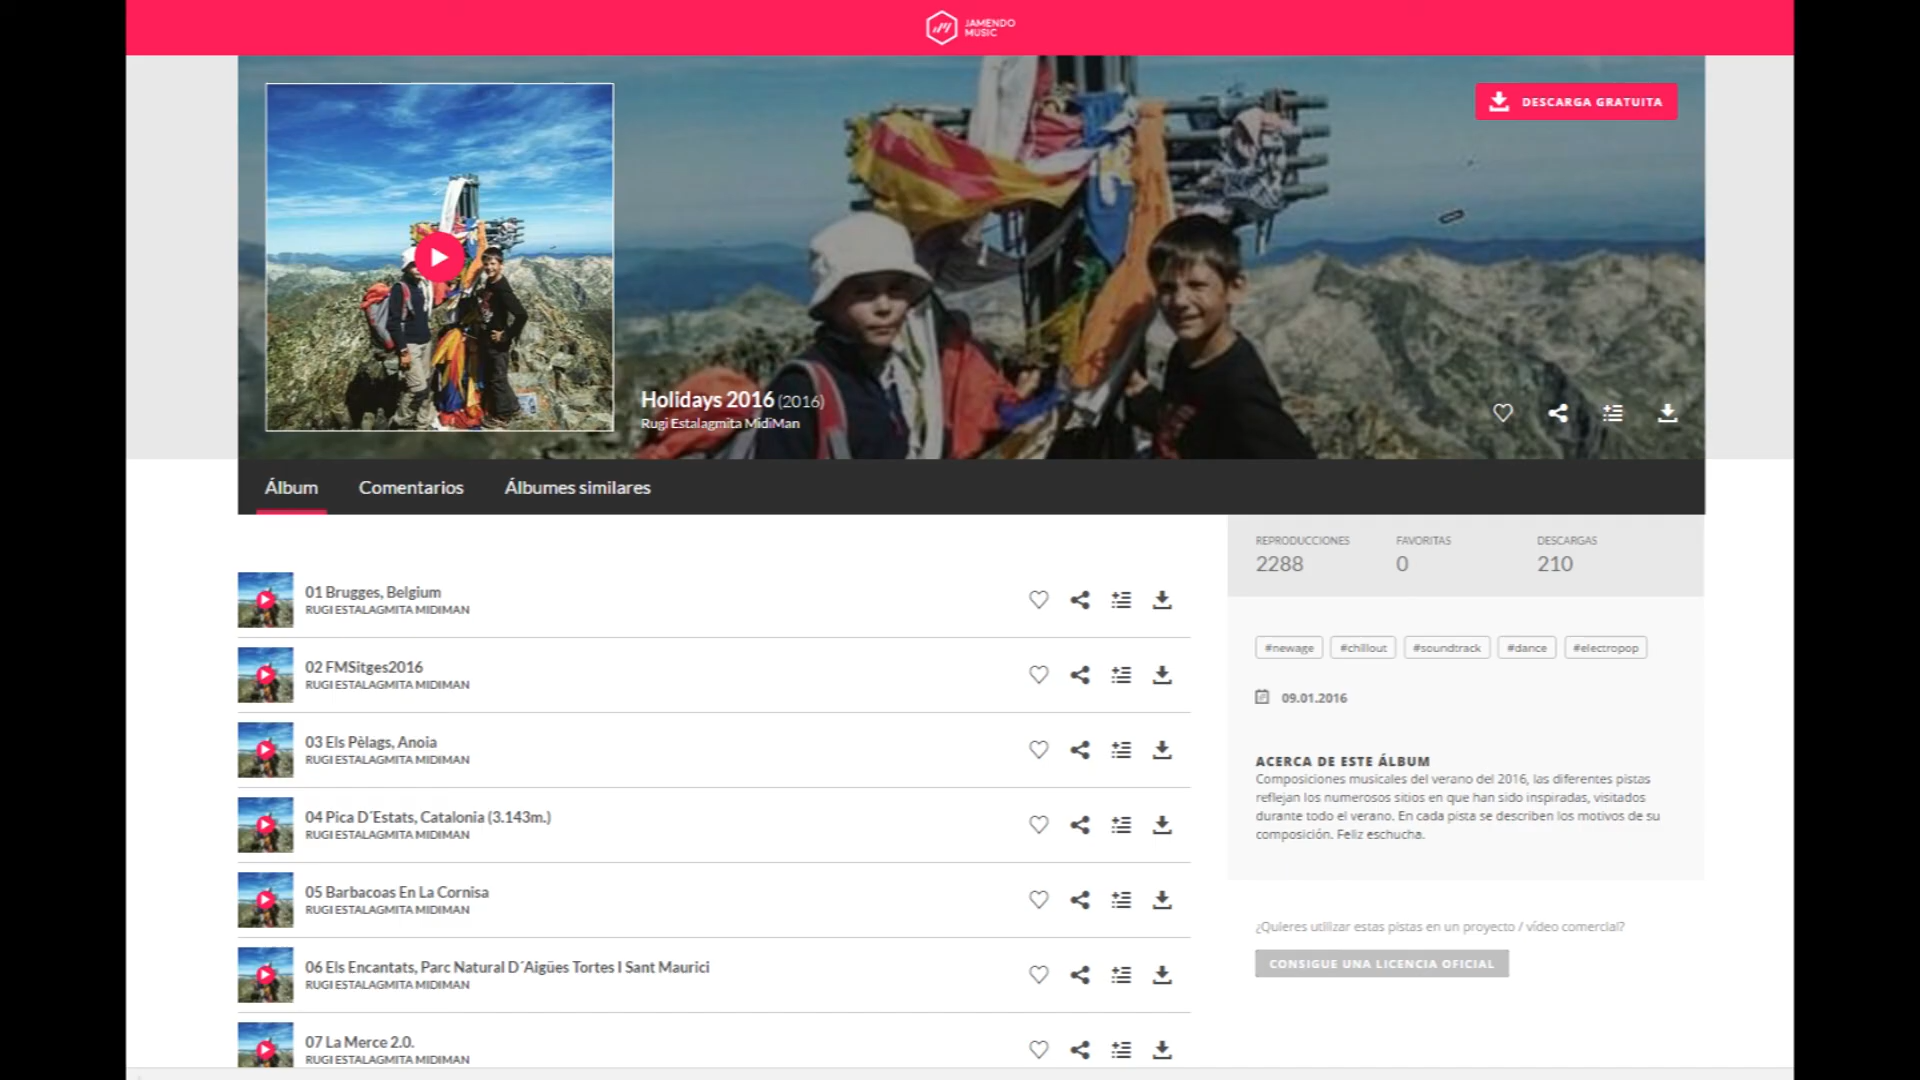 JAMENDO
MUSIC
DESCARGA GRATUITA
Holidays 2016 (2016)
Rugi Estalagmita MidiMan
Álbum
Comentarios
Álbumes similares
REPRODUCCIONES
2288
FAVORITAS
0
DESCARGAS
210
01 Brugges, Belgium
RUGI ESTALAGMITA MIDIMAN
02 FMSitges2016
RUGI ESTALAGMITA MIDIMAN
03 Els Pèlags, Anoia
RUGI ESTALAGMITA MIDIMAN
04 Pica D´Estats, Catalonia (3.143m.)
RUGI ESTALAGMITA MIDIMAN
05 Barbacoas En La Cornisa
RUGI ESTALAGMITA MIDIMAN
06 Els Encantats, Parc Natural D´Aigües Tortes I Sant Maurici
RUGI ESTALAGMITA MIDIMAN
07 La Merce 2.0.
RUGI ESTALAGMITA MIDIMAN
#newage
#chillout
#soundtrack
#dance
#electropop
09.01.2016
ACERCA DE ESTE ÁLBUM
Composiciones musicales del verano del 2016, las diferentes pistas
reflejan los numerosos sitios en que han sido inspiradas, visitados
durante todo el verano. En cada pista se describen los motivos de su
composición. Feliz eschucha.
¿Quieres utilizar estas pistas en un proyecto / vídeo comercial?
CONSIGUE UNA LICENCIA OFICIAL